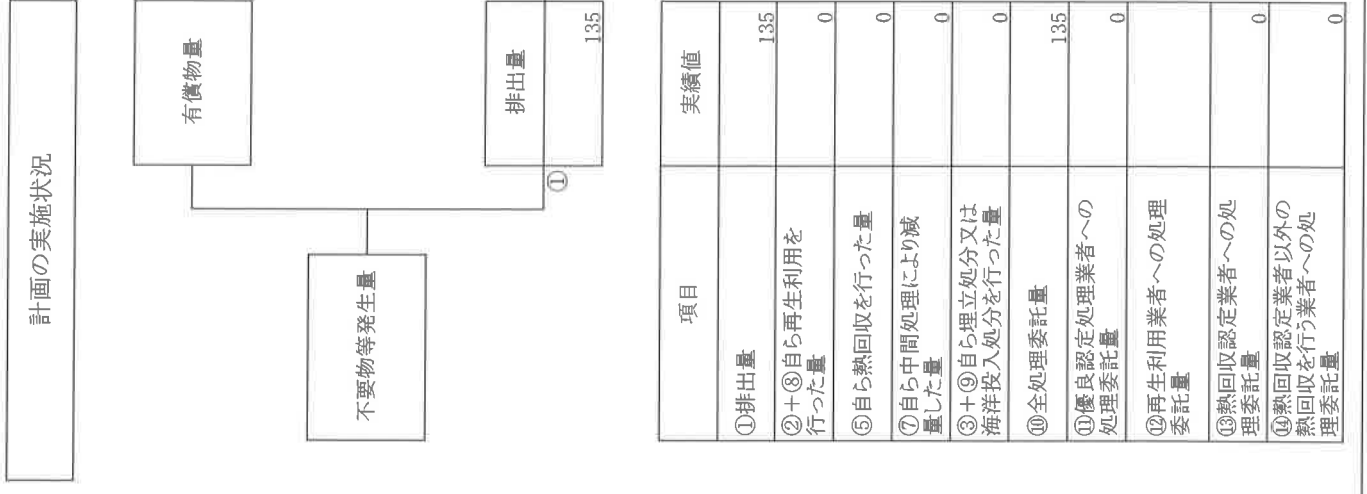 計画の実施状況
有償物量
不要物等発生量
排出量
①
135
項目
実績値
①排出量
135
②+⑧自ら再生利用を
行った量
0
⑤自ら熱回収を行った量
0
⑦自ら中間処理により減
量した量
0
③+⑨自ら埋立処分又は
海洋投入処分を行った量
0
⑩全処理委託量
135
⑪優良認定処理業者への
処理委託量
0
⑫再生利用業者への処理
委託量
⑬熱回収認定業者への処
理委託量
0
⑭熱回収認定業者以外の
熱回収を行う業者への処
理委託量
0